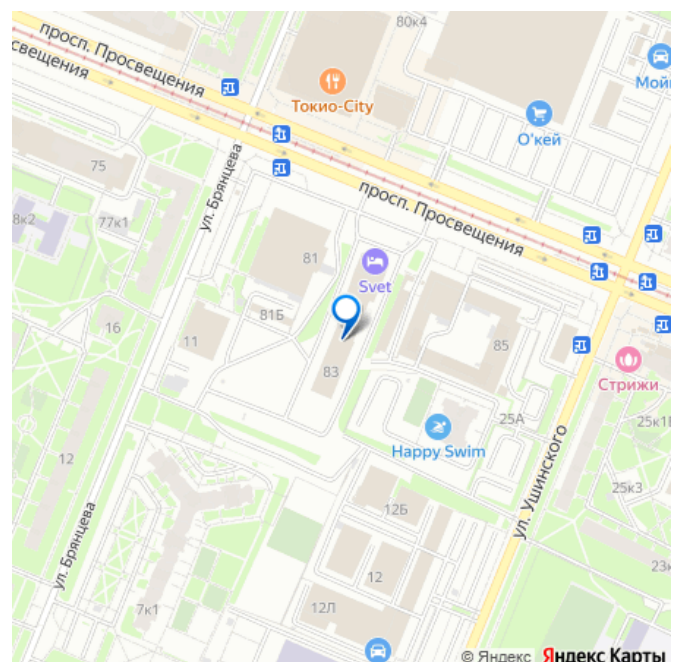 80к4
просп. Просвещения
свещения
Токио-City
О'кей
Мой
75
ул. Брянцева
просп. Просвещения
8к2
77к1
81
Svet
81Б
16
11
85
83
Стрижи
25А
25к1
Happy Swim
12
25к3
12Б
ул. Ушинского
ул. Брянцева
12
23к
7к1
12Л
© Яндекс Яндекс Карты